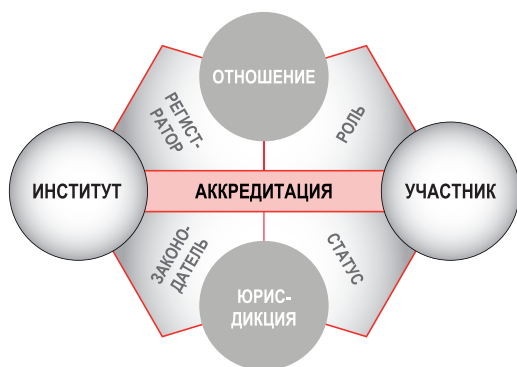 ОТНОШЕНИЕ
РЕГИСТ-
РАТОР
РОЛЬ
ИНСТИТУТ
АККРЕДИТАЦИЯ
УЧАСТНИК
ЗАКОНО-
ДАТЕЛЬ
СТАТУС
ЮРИС-
ДИКЦИЯ